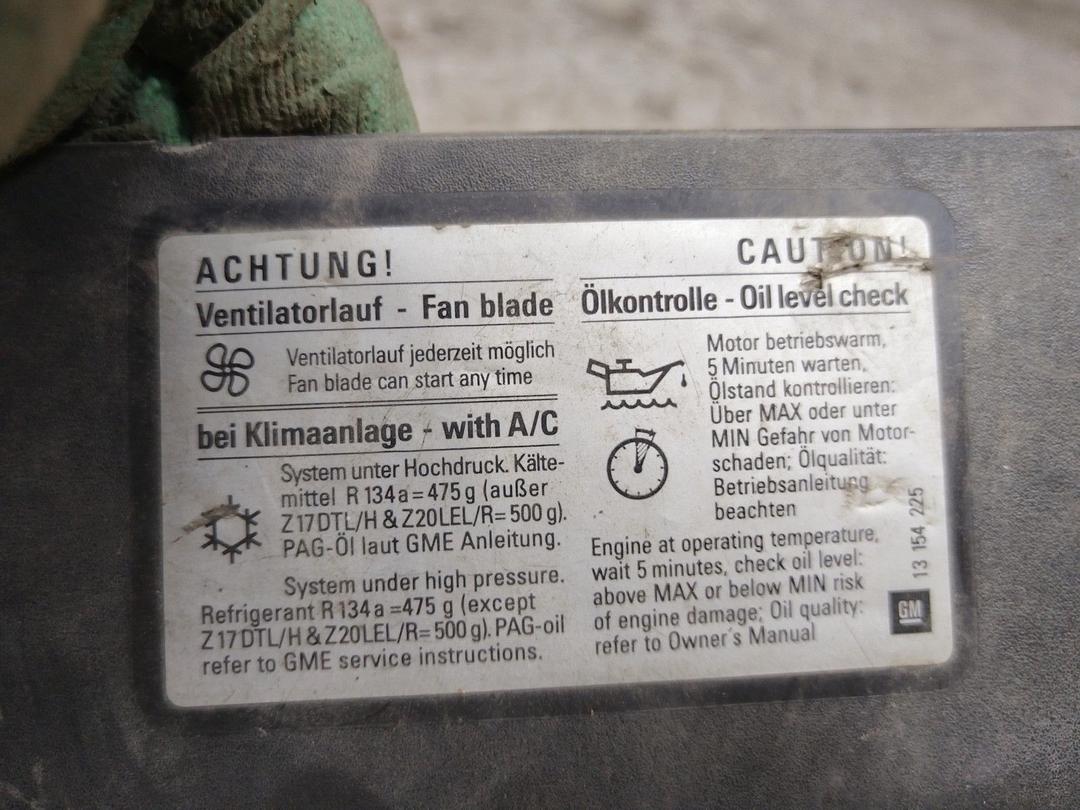 ACHTUNG!
Ventilatorlauf - Fan blade
Ventilatorlauf jederzeit möglich
Fan blade can start any time
bei Klimaanlage - with A/C
System unter Hochdruck. Kälte-
mittel R 134 a = 475 g (außer
Z17DTL/H & Z20LEL/R= 500 g).
PAG-Öl laut GME Anleitung.
System under high pressure.
Refrigerant R 134 a =475 g (except
Z17DTL/H & Z20LEL/R= 500 g). PAG-oil
refer to GME service instructions.
CAUTION!
Ölkontrolle - Oil level check
Motor betriebswarm,
5 Minuten warten,
Ölstand kontrollieren:
Über MAX oder unter
MIN Gefahr von Motor-
schaden; Ölqualität:
Betriebsanleitung
beachten
Engine at operating temperature,
wait 5 minutes, check oil level:
above MAX or below MIN risk
of engine damage; Oil quality:
refer to Owner´s Manual
13 154 225
GM